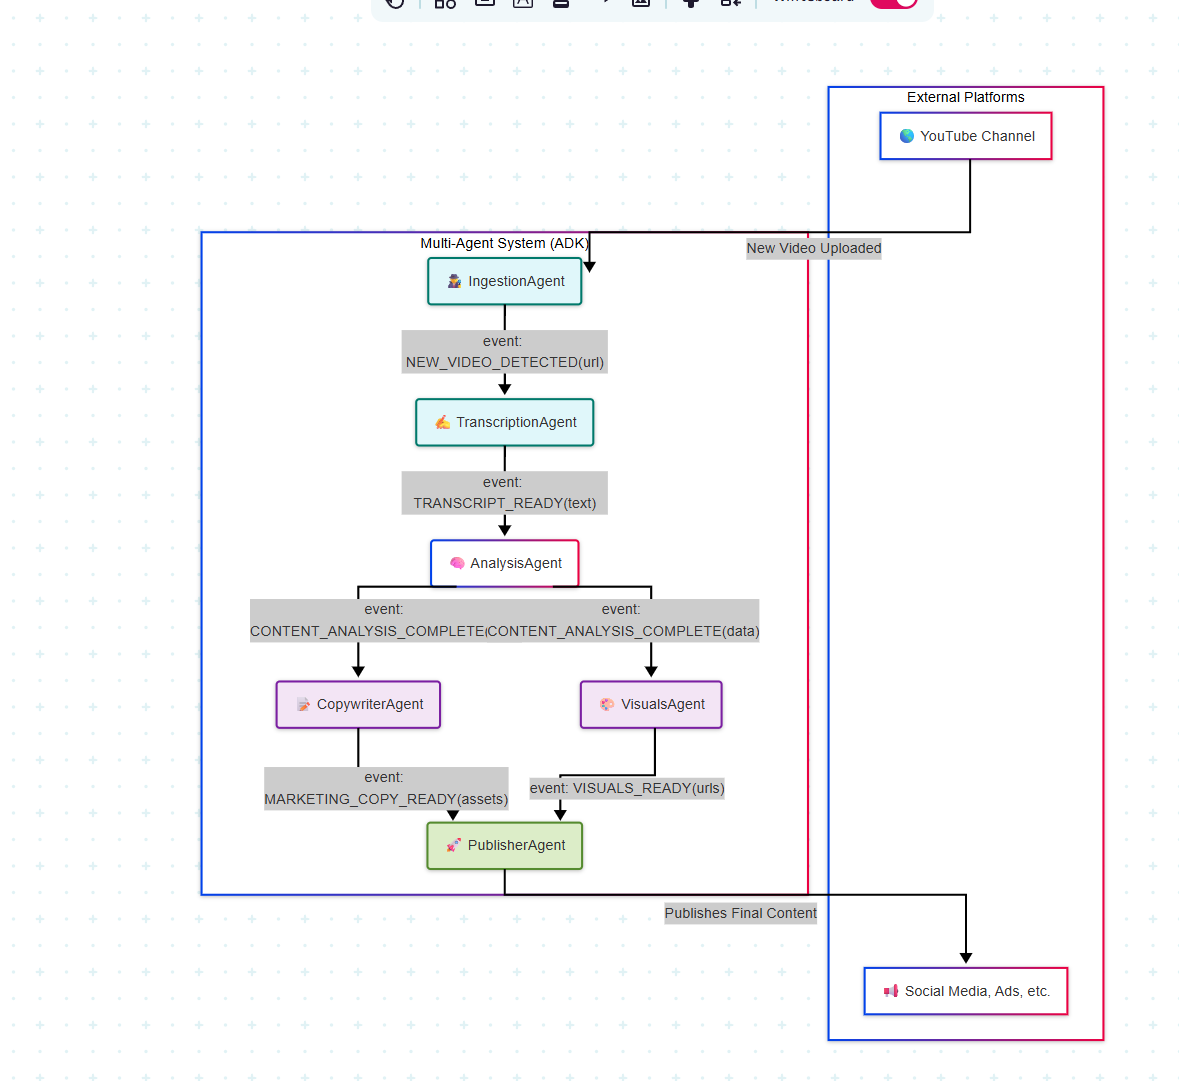 External Platforms
YouTube Channel
Multi-Agent System (ADK)
New Video Uploaded
IngestionAgent
event:
NEW_VIDEO_DETECTED(url)
TranscriptionAgent
event:
TRANSCRIPT_READY(text)
AnalysisAgent
event:
CONTENT_ANALYSIS_COMPLETE(
event:
CONTENT_ANALYSIS_COMPLETE(data)
CopywriterAgent
VisualsAgent
event:
MARKETING_COPY_READY(assets)
event: VISUALS_READY(urls)
PublisherAgent
Publishes Final Content
Social Media, Ads, etc.